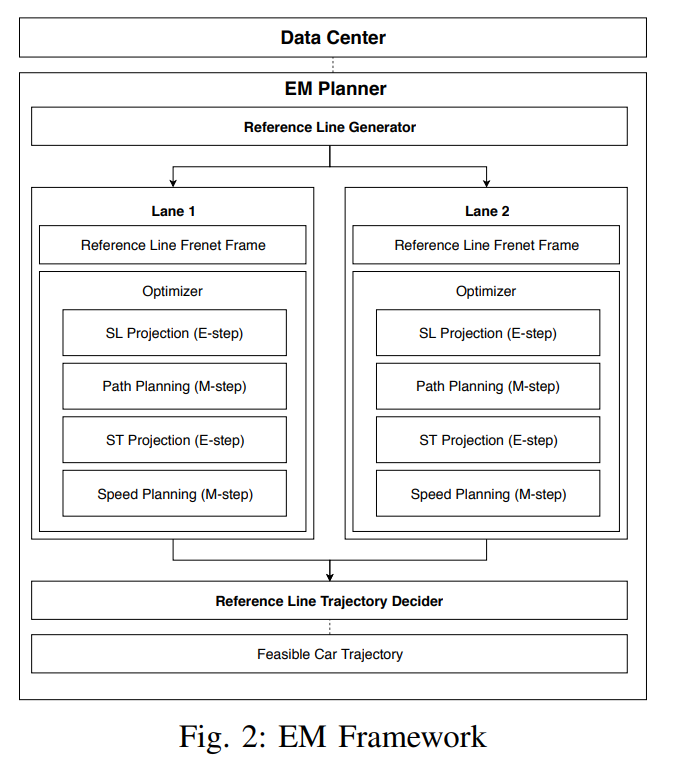 Data Center
EM Planner
Reference Line Generator
Lane 1
Reference Line Frenet Frame
Optimizer
SL Projection (E-step)
Path Planning (M-step)
ST Projection (E-step)
Speed Planning (M-step)
Lane 2
Reference Line Frenet Frame
Optimizer
SL Projection (E-step)
Path Planning (M-step)
ST Projection (E-step)
Speed Planning (M-step)
Reference Line Trajectory Decider
Feasible Car Trajectory
Fig. 2: EM Framework